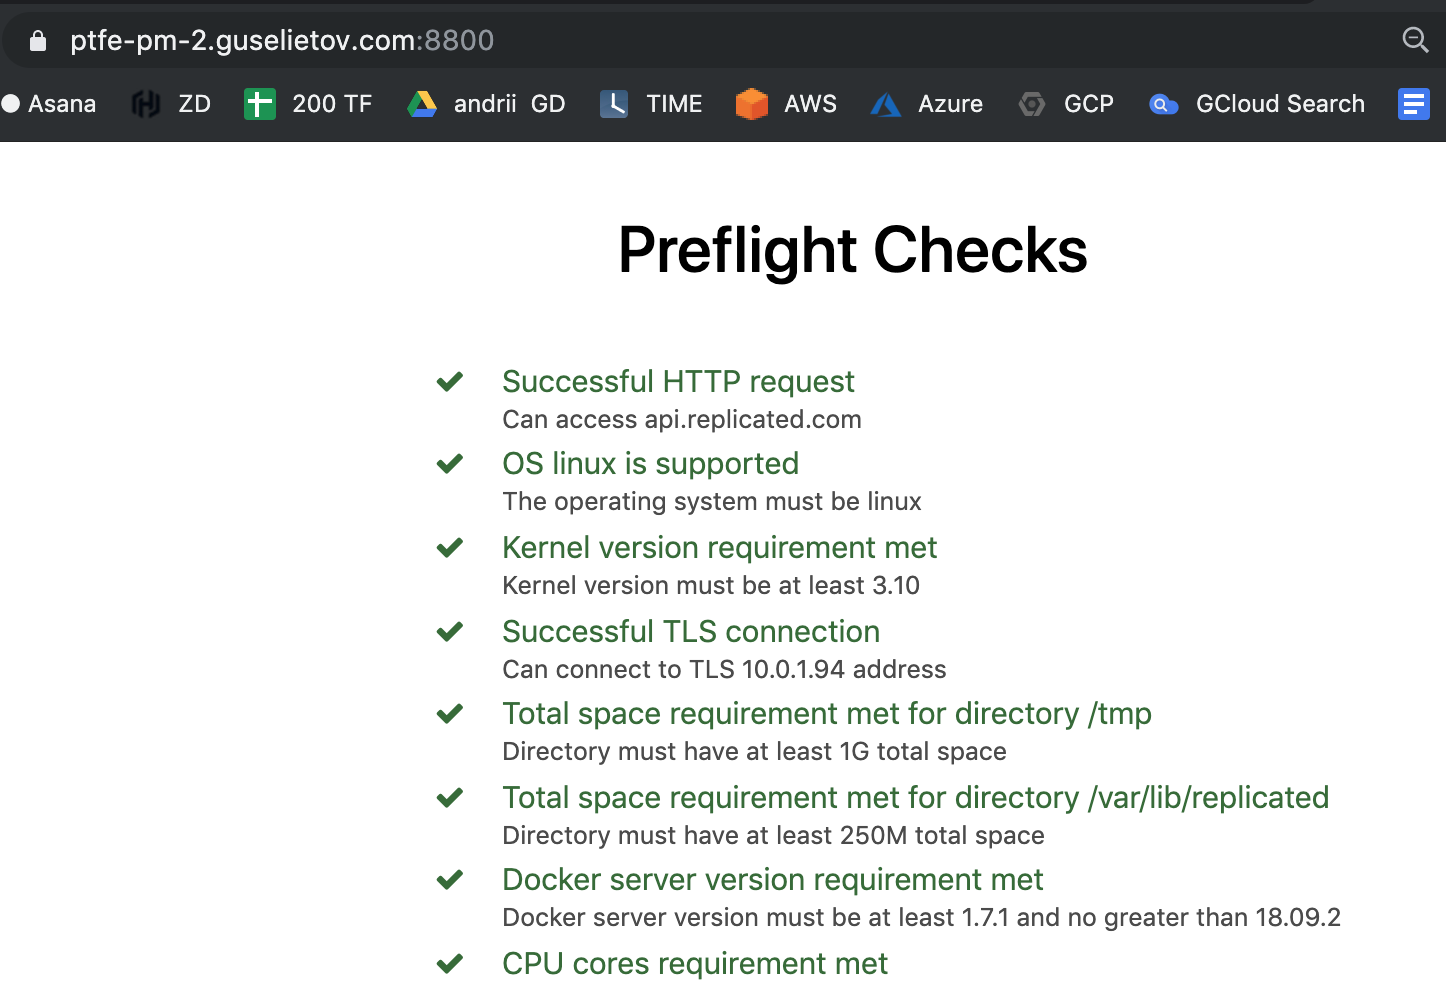 ptfe-pm-2.guselietov.com:8800
Asana ZD 200 TF andrii GD TIME AWS Azure GCP GCloud Search
Preflight Checks
Successful HTTP request
Can access api.replicated.com
OS linux is supported
The operating system must be linux
Kernel version requirement met
Kernel version must be at least 3.10
Successful TLS connection
Can connect to TLS 10.0.1.94 address
Total space requirement met for directory /tmp
Directory must have at least 1G total space
Total space requirement met for directory /var/lib/replicated
Directory must have at least 250M total space
Docker server version requirement met
Docker server version must be at least 1.7.1 and no greater than 18.09.2
CPU cores requirement met